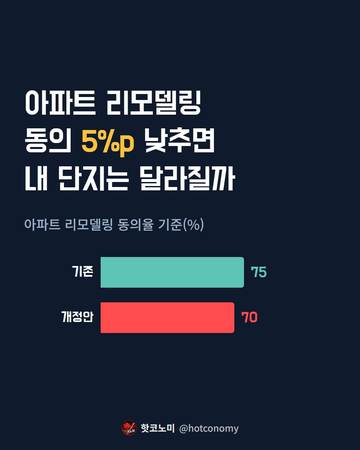 아파트 리모델링
동의 5%p 낮추면
내 단지는 달라질까
아파트 리모델링 동의율 기준(%)
기존 75
개정안 70
핫코노미 @hotconomy